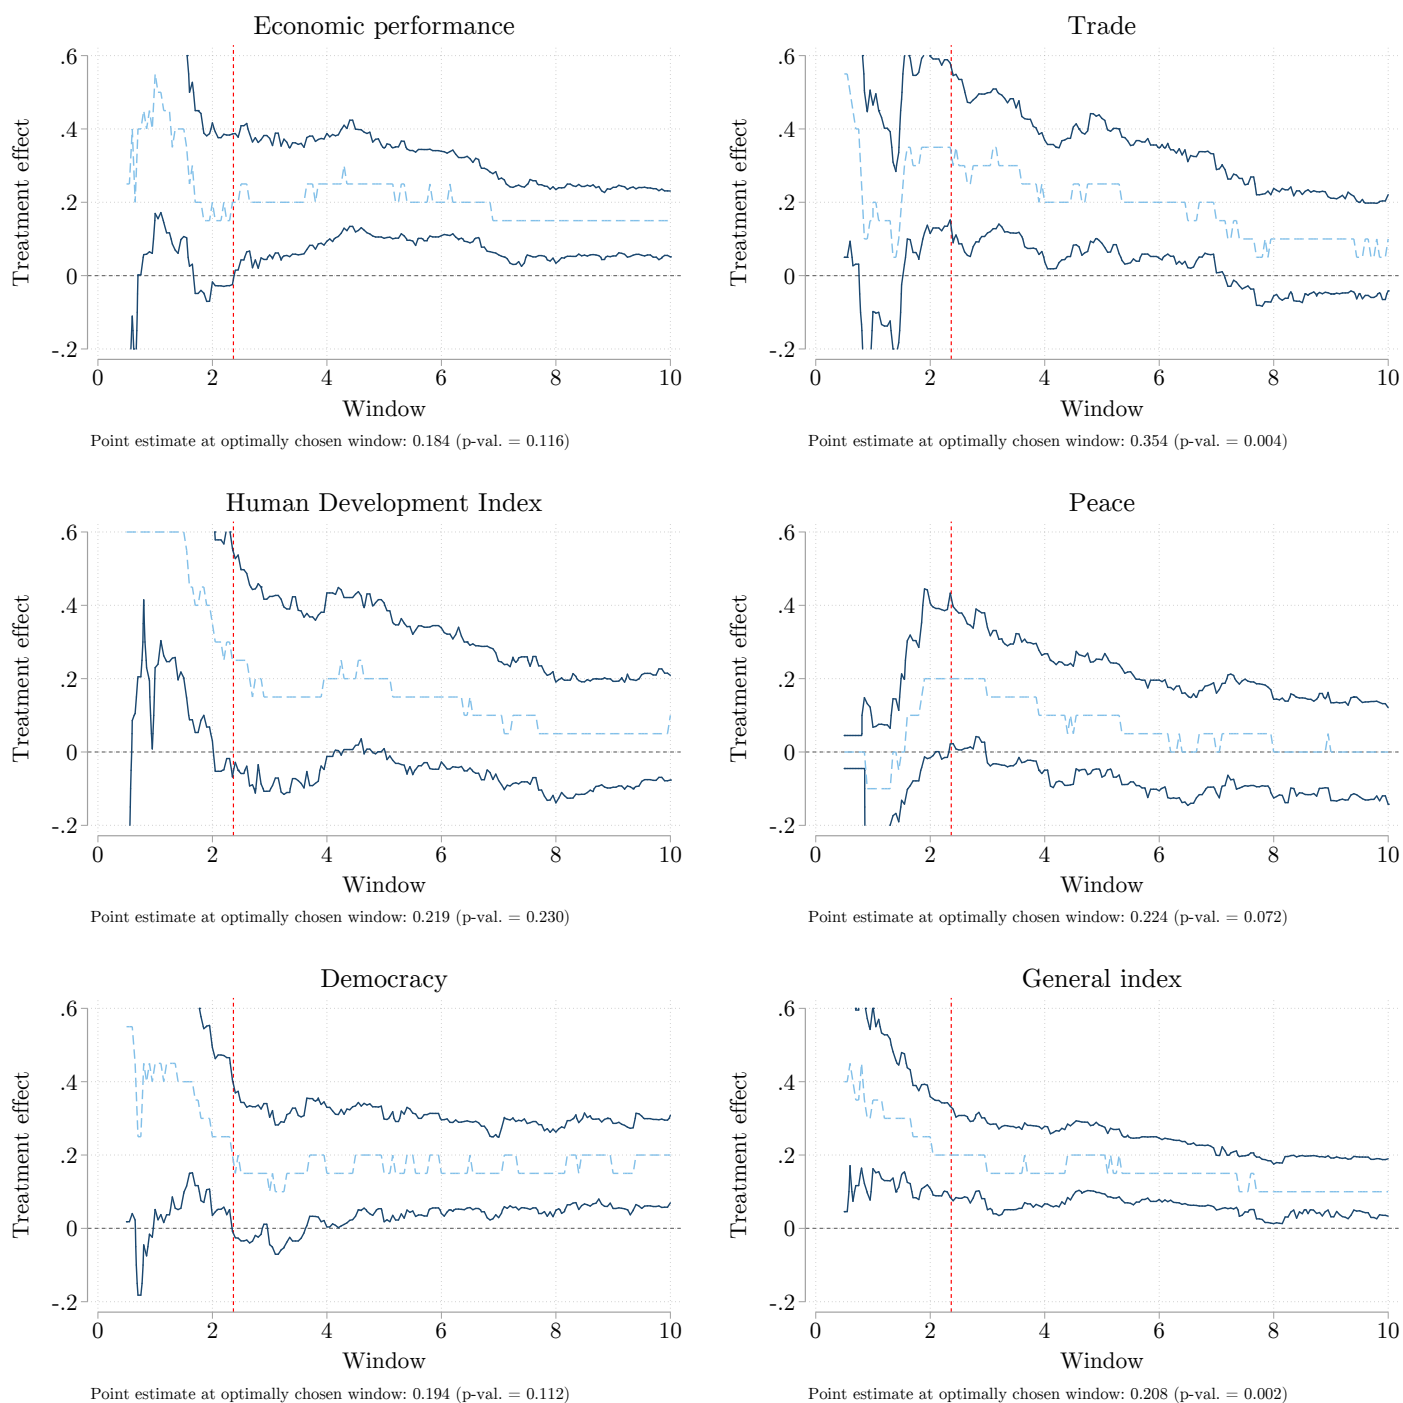 Economic performance
Treatment effect
.6
.4
.2
0
-.2
0 2 4 6 8 10
Window
Point estimate at optimally chosen window: 0.184 (p-val. = 0.116)
Trade
Treatment effect
.6
.4
.2
0
-.2
0 2 4 6 8 10
Window
Point estimate at optimally chosen window: 0.354 (p-val. = 0.004)
Human Development Index
Treatment effect
.6
.4
.2
0
-.2
0 2 4 6 8 10
Window
Point estimate at optimally chosen window: 0.219 (p-val. = 0.230)
Peace
Treatment effect
.6
.4
.2
0
-.2
0 2 4 6 8 10
Window
Point estimate at optimally chosen window: 0.224 (p-val. = 0.072)
Democracy
Treatment effect
.6
.4
.2
0
-.2
0 2 4 6 8 10
Window
Point estimate at optimally chosen window: 0.194 (p-val. = 0.112)
General index
Treatment effect
.6
.4
.2
0
-.2
0 2 4 6 8 10
Window
Point estimate at optimally chosen window: 0.208 (p-val. = 0.002)